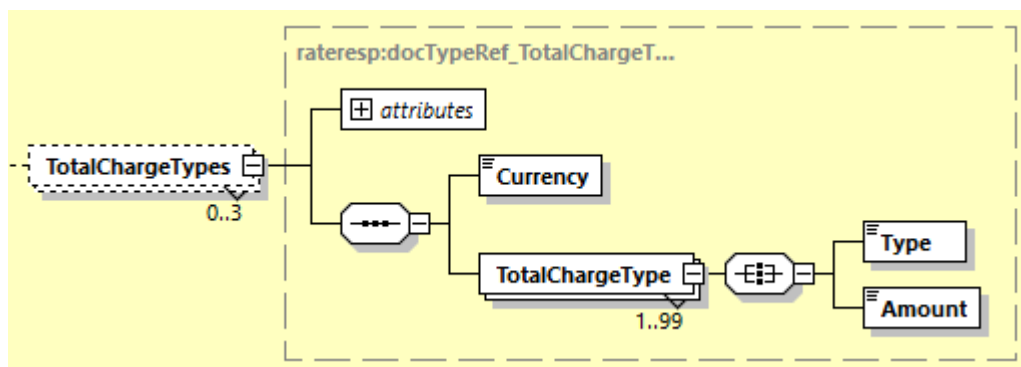 rateresp:docTypeRef_TotalChargeT...
attributes
TotalChargeTypes
0..3
Currency
TotalChargeType
1..99
Type
Amount